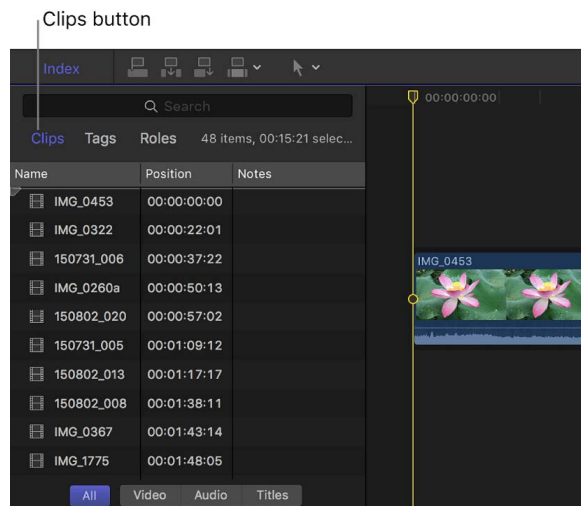 Clips button
Index
Search
Clips Tags Roles 48 items, 00:15:21 selec...
Name Position Notes
IMG_0453 00:00:00:00
IMG_0322 00:00:22:01
150731_006 00:00:37:22
IMG_0260a 00:00:50:13
150802_020 00:00:57:02
150731_005 00:01:09:12
150802_013 00:01:17:17
150802_008 00:01:38:11
IMG_0367 00:01:43:14
IMG_1775 00:01:48:05
All Video Audio Titles
00:00:00:00
IMG_0453